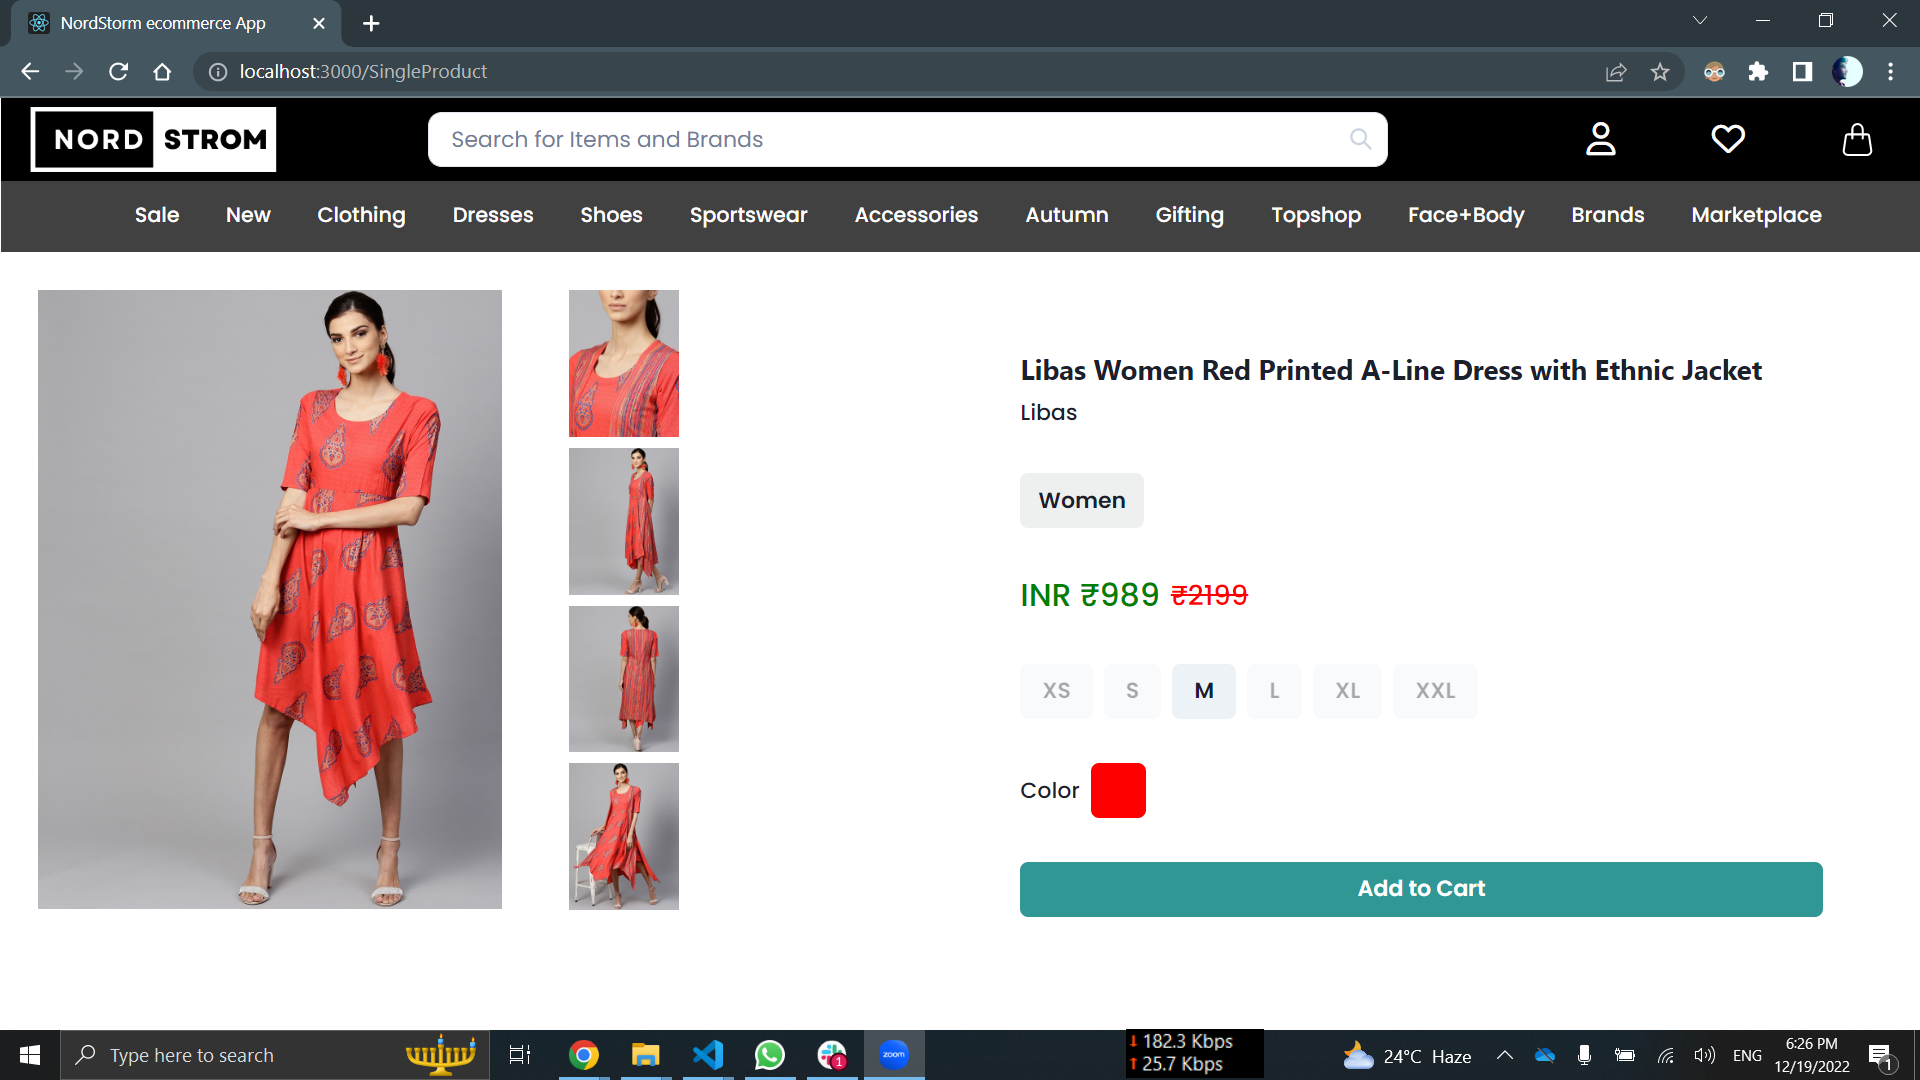 NordStorm ecommerce App
localhost:3000/SingleProduct
NORD STROM
Search for Items and Brands
Sale New Clothing Dresses Shoes Sportswear Accessories Autumn Gifting Topshop Face+Body Brands Marketplace
Libas Women Red Printed A-Line Dress with Ethnic Jacket
Libas
Women
INR ₹989 ₹2199
XS S M L XL XXL
Color
Add to Cart
Type here to search
1
zoom
182.3 Kbps
25.7 Kbps
24°C Haze
ENG
6:26 PM
12/19/2022
1